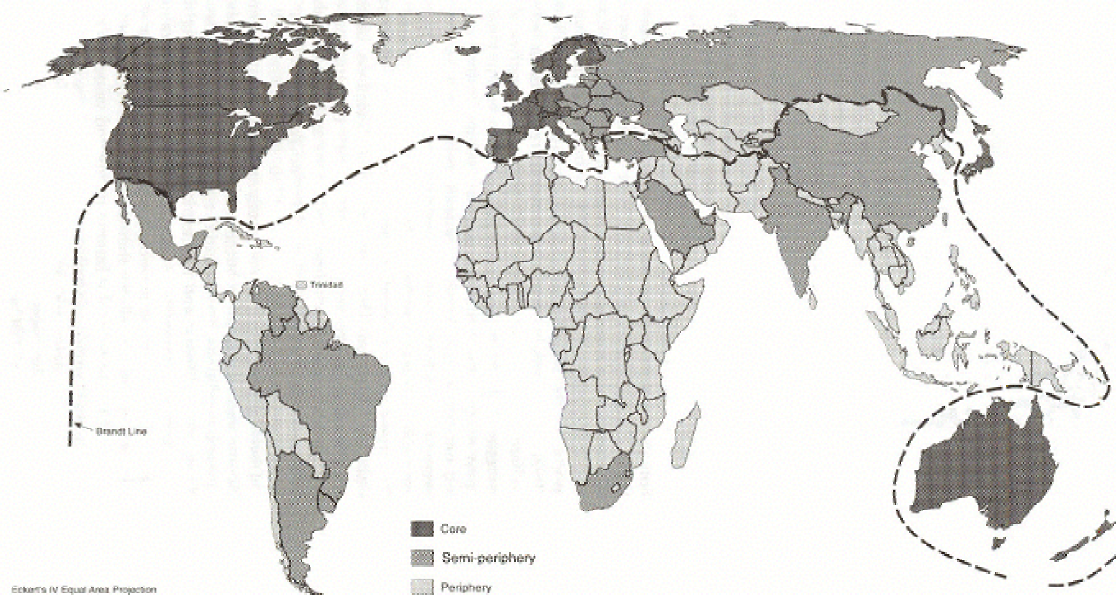 Trinidad
Brandt Line
Core
Semi-periphery
Periphery
Eckert's IV Equal Area Projection